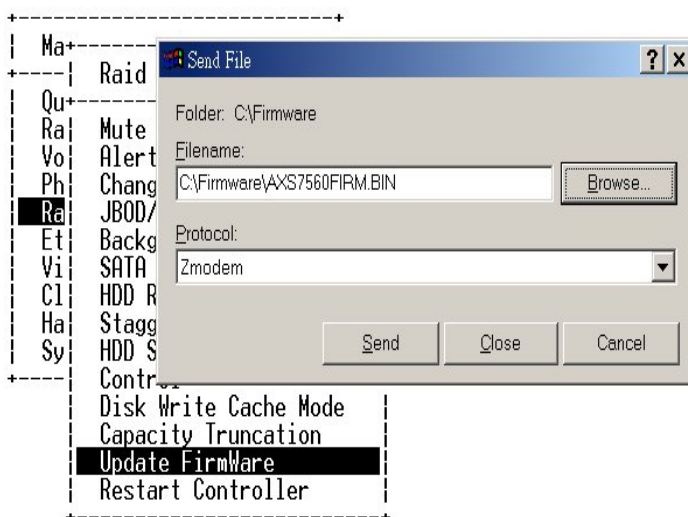 Ma
Raid
Qu
Ra
Vo
Ph
Ra
Et
Vi
Cl
Ha
Sy
Mute
Alert
Chang
JBOD/
Backg
SATA
HDD R
Stagg
HDD S
Contr
Disk Write Cache Mode
Capacity Truncation
Update FirmWare
Restart Controller
Send File
Folder: C:\Firmware
Filename:
C:\Firmware\AXS7560FIRM.BIN
Browse...
Protocol:
Zmodem
Send
Close
Cancel